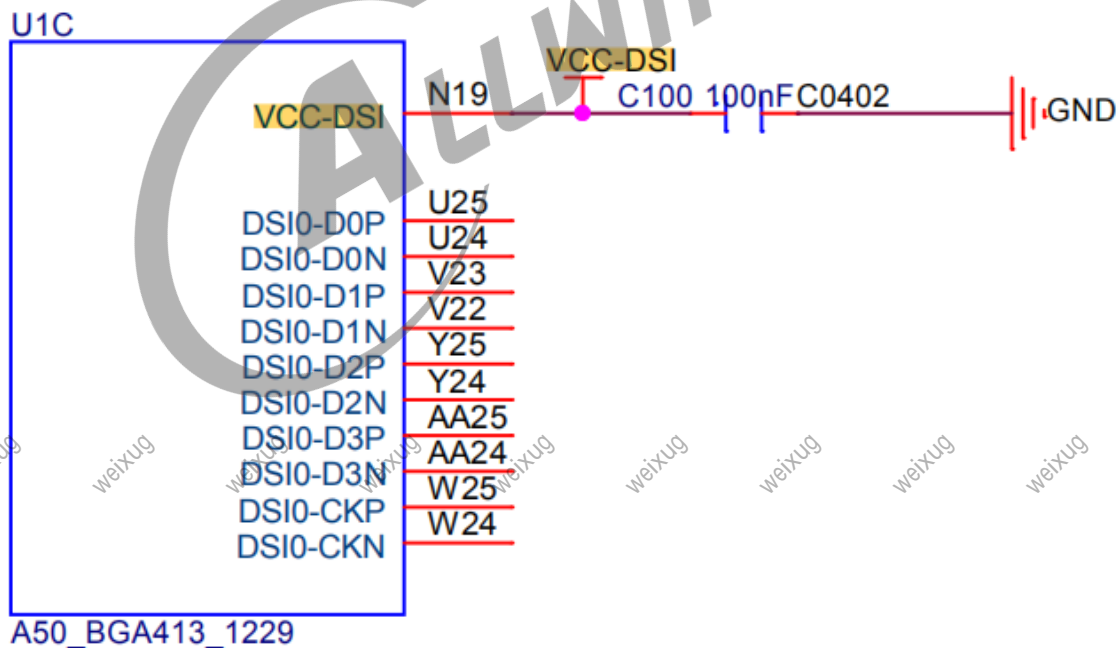 U1C
ALLWI
VCC-DSI
VCC-DSI N19 C100 100nF C0402 GND
DSI0-D0P U25
DSI0-D0N U24
DSI0-D1P V23
DSI0-D1N V22
DSI0-D2P Y25
DSI0-D2N Y24
DSI0-D3P AA25
DSI0-D3N AA24
DSI0-CKP W25
DSI0-CKN W24
weixug weixug weixug weixug weixug weixug weixug weixug
A50_BGA413_1229